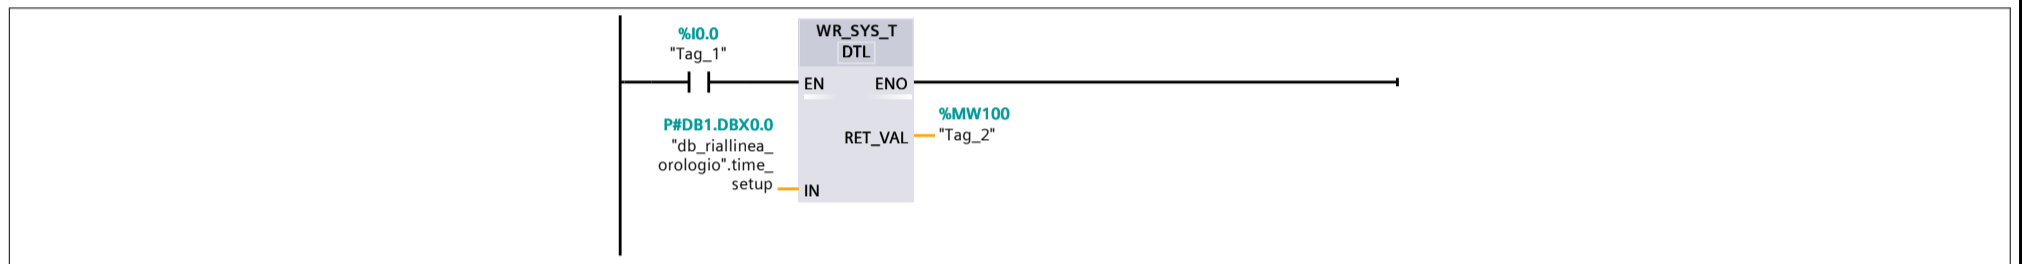 %I0.0
"Tag_1"
WR_SYS_T
DTL
EN
ENO
P#DB1.DBX0.0
"db_riallinea_
orologio".time_
setup
IN
RET_VAL
%MW100
"Tag_2"